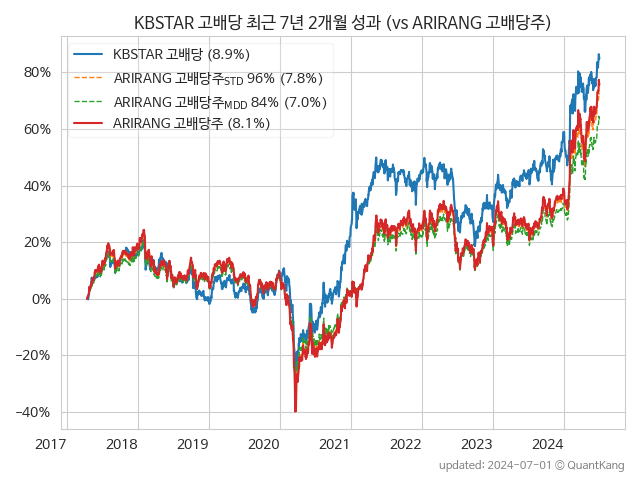 KBSTAR 고배당 최근 7년 2개월 성과 (vs ARIRANG 고배당주)
KBSTAR 고배당 (8.9%)
ARIRANG 고배당주STD 96% (7.8%)
ARIRANG 고배당주MDD 84% (7.0%)
ARIRANG 고배당주 (8.1%)
80%
60%
40%
20%
0%
−20%
−40%
2017 2018 2019 2020 2021 2022 2023 2024
updated: 2024-07-01 © QuantKang